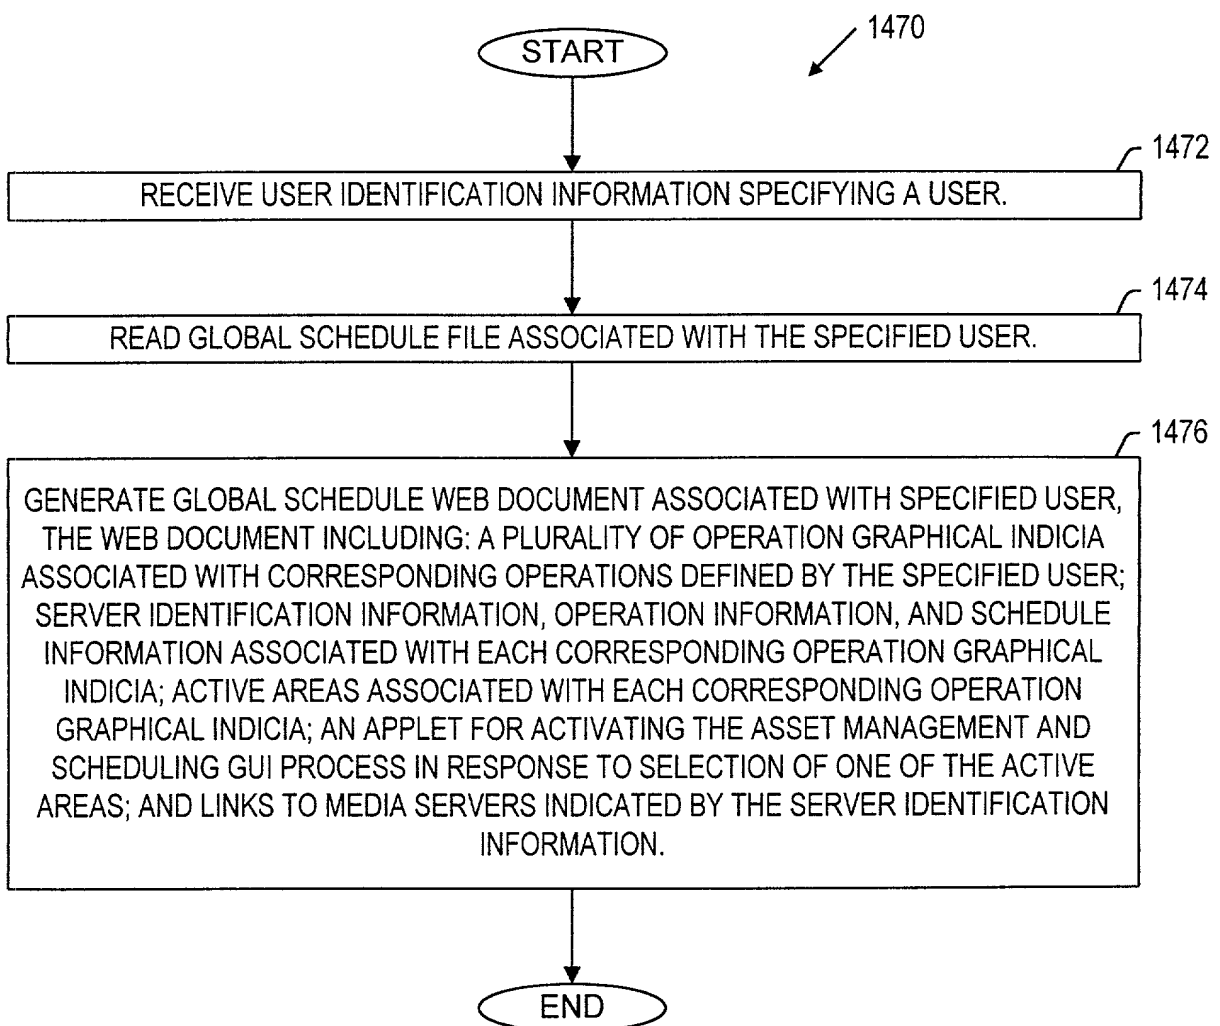 START
1470
1472
RECEIVE USER IDENTIFICATION INFORMATION SPECIFYING A USER.
1474
READ GLOBAL SCHEDULE FILE ASSOCIATED WITH THE SPECIFIED USER.
1476
GENERATE GLOBAL SCHEDULE WEB DOCUMENT ASSOCIATED WITH SPECIFIED USER,
THE WEB DOCUMENT INCLUDING: A PLURALITY OF OPERATION GRAPHICAL INDICIA
ASSOCIATED WITH CORRESPONDING OPERATIONS DEFINED BY THE SPECIFIED USER;
SERVER IDENTIFICATION INFORMATION, OPERATION INFORMATION, AND SCHEDULE
INFORMATION ASSOCIATED WITH EACH CORRESPONDING OPERATION GRAPHICAL
INDICIA; ACTIVE AREAS ASSOCIATED WITH EACH CORRESPONDING OPERATION
GRAPHICAL INDICIA; AN APPLET FOR ACTIVATING THE ASSET MANAGEMENT AND
SCHEDULING GUI PROCESS IN RESPONSE TO SELECTION OF ONE OF THE ACTIVE
AREAS; AND LINKS TO MEDIA SERVERS INDICATED BY THE SERVER IDENTIFICATION
INFORMATION.
END